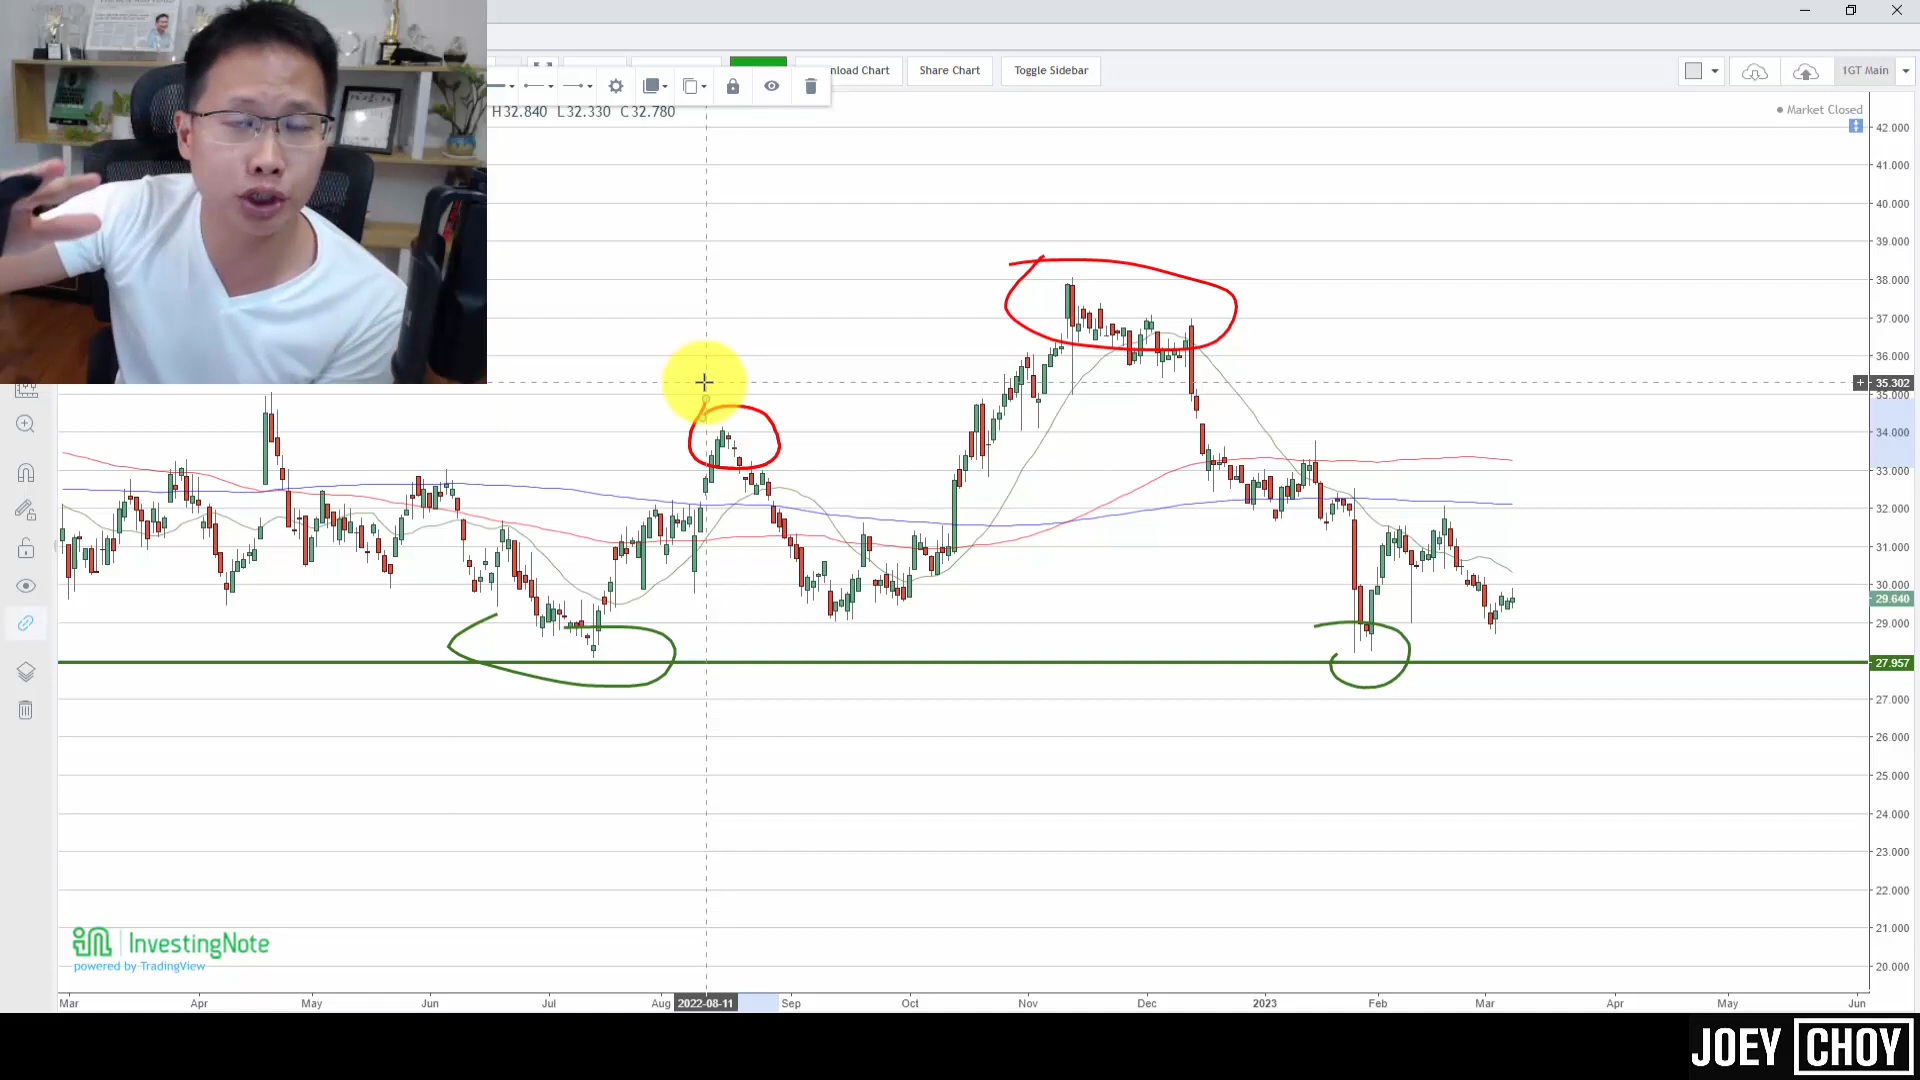 nload Chart
Share Chart
Toggle Sidebar
1GT Main
H32.840 L32.330 C32.780
Market Closed
42.000
41.000
40.000
39.000
38.000
37.000
36.000
+ 35.302
35.000
34.000
33.000
32.000
31.000
30.000
29.640
29.000
27.957
27.000
26.000
25.000
24.000
23.000
22.000
21.000
20.000
InvestingNote
powered by TradingView
Mar Apr May Jun Jul Aug 2022-08-11 Sep Oct Nov Dec 2023 Feb Mar Apr May Jun
JOEY CHOY